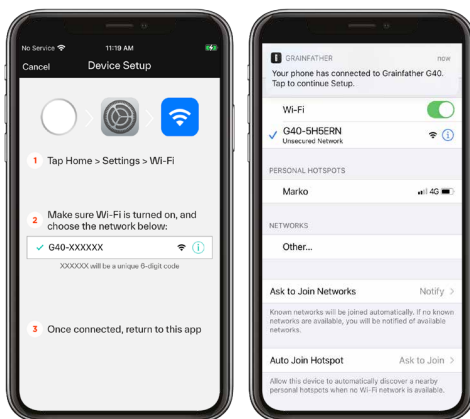 No Service
11:19 AM
Cancel
Device Setup
1 Tap Home > Settings > Wi-Fi
2 Make sure Wi-Fi is turned on, and
choose the network below:
✓ G40-XXXXXX
XXXXXX will be a unique 6-digit code
3 Once connected, return to this app
GRAINFATHER
now
Your phone has connected to Grainfather G40.
Tap to continue Setup.
Wi-Fi
✓ G40-5H5ERN
Unsecured Network
PERSONAL HOTSPOTS
Marko
4G
NETWORKS
Other...
Ask to Join Networks
Notify >
Known networks will be joined automatically. If no known
networks are available, you will be notified of available
networks.
Auto Join Hotspot
Ask to Join >
Allow this device to automatically discover a nearby
personal hotspots when no Wi-Fi network is available.